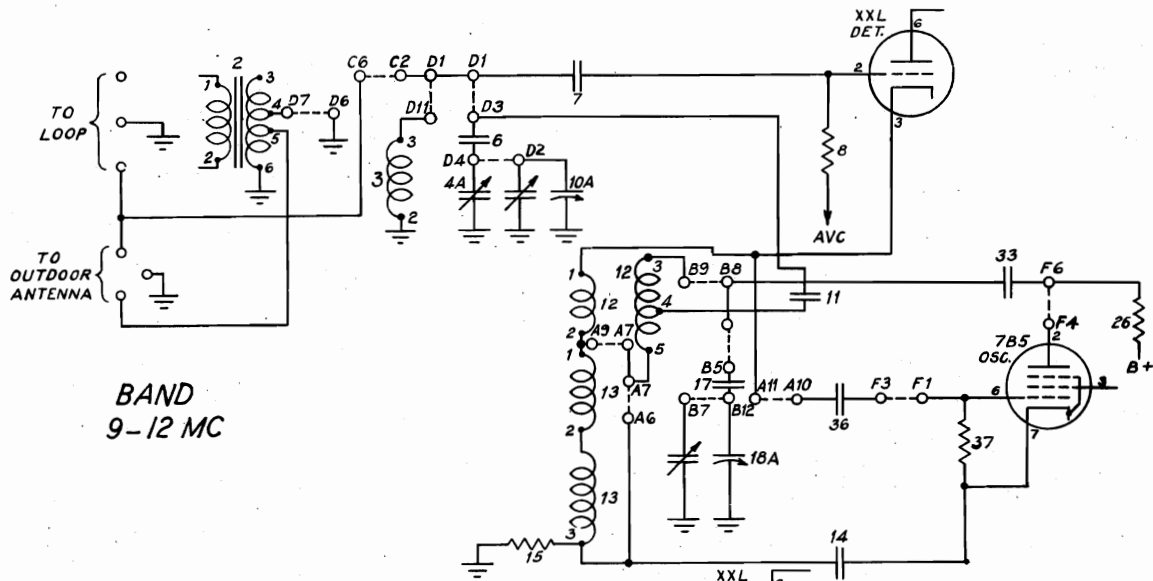 XXL
DET.
6
2
3
C6
C2
D1
D1
7
2
1
3
4
D7
D6
5
2
6
TO
LOOP
D11
D3
3
3
2
6
D4
D2
4A
10A
8
AVC
TO
OUTDOOR
ANTENNA
1
12
2
A9
A7
1
13
2
13
3
15
12
3
4
5
A7
A6
B9
B8
11
33
F6
F4
2
26
B+
7B5
OSC.
B5
17
B7
B12
A11
A10
36
F3
F1
6
3
7
18A
37
14
BAND
9-12 MC
XXL